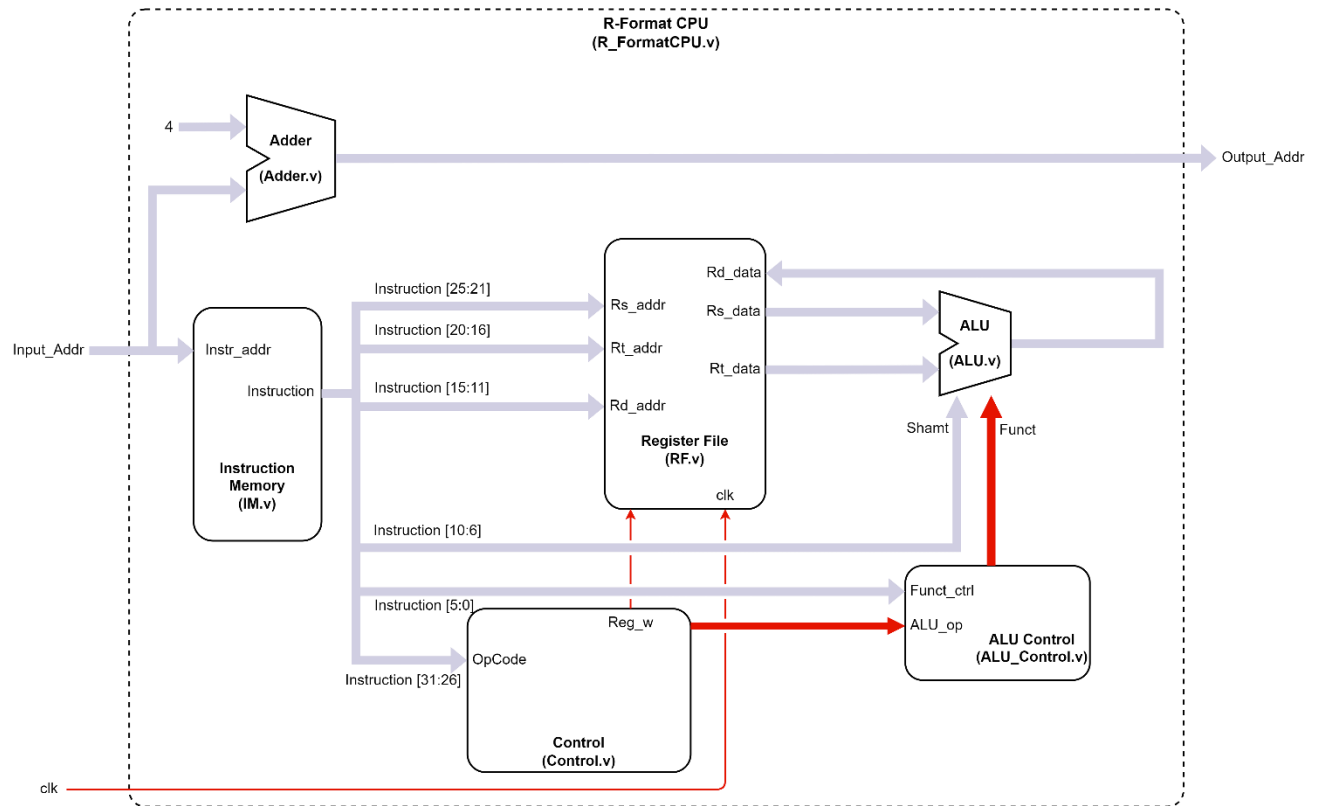 R-Format CPU
(R_FormatCPU.v)
4
Adder
(Adder.v)
Output_Addr
Input_Addr
Instr_addr
Instruction
Instruction
Memory
(IM.v)
Instruction [25:21]
Instruction [20:16]
Instruction [15:11]
Rs_addr
Rt_addr
Rd_addr
Rd_data
Rs_data
Rt_data
Register File
(RF.v)
clk
ALU
(ALU.v)
Shamt
Funct
Instruction [10:6]
Instruction [5:0]
Instruction [31:26]
Reg_w
OpCode
Control
(Control.v)
Funct_ctrl
ALU_op
ALU Control
(ALU_Control.v)
clk